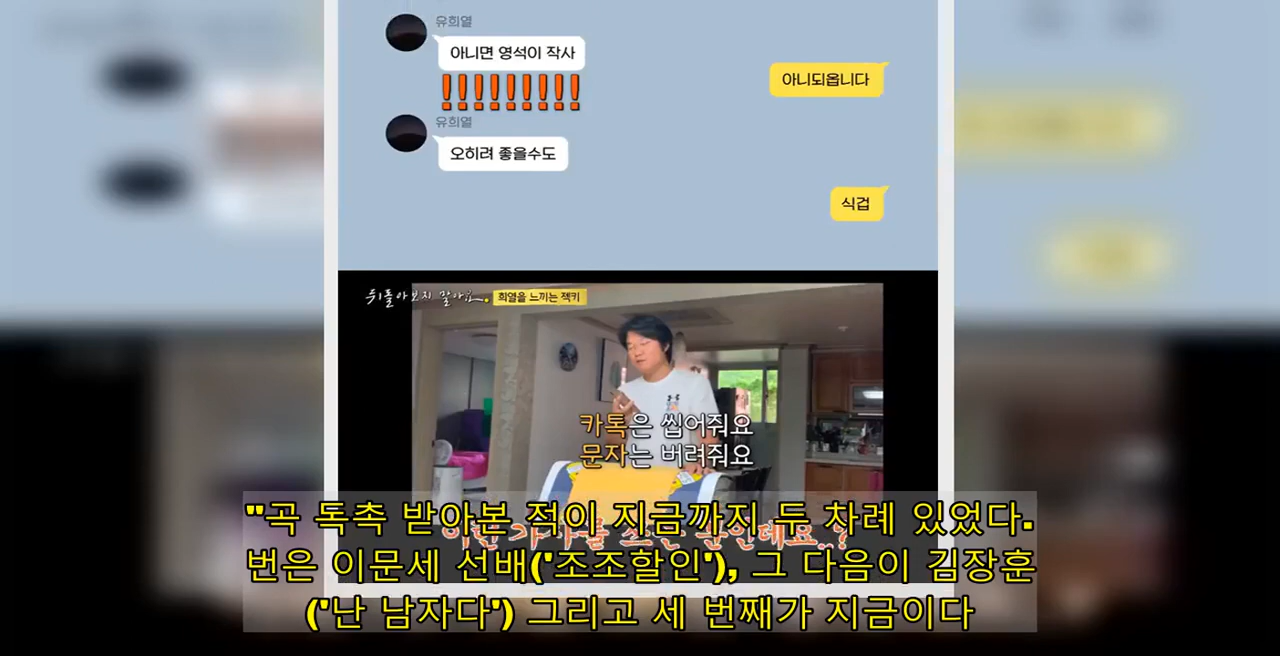 유희열
아니면 영석이 작사
아니되옵니다
!!!!!!!!!
유희열
오히려 좋을수도
식겁
뒤돌아보지 말아요.
희열을 느끼는 젝키
카톡은 씹어줘요
문자는 버려줘요
"곡 독촉 받아본 적이 지금까지 두 차례 있었다.
번은 이문세 선배('조조할인'), 그 다음이 김장훈
('난 남자다') 그리고 세 번째가 지금이다